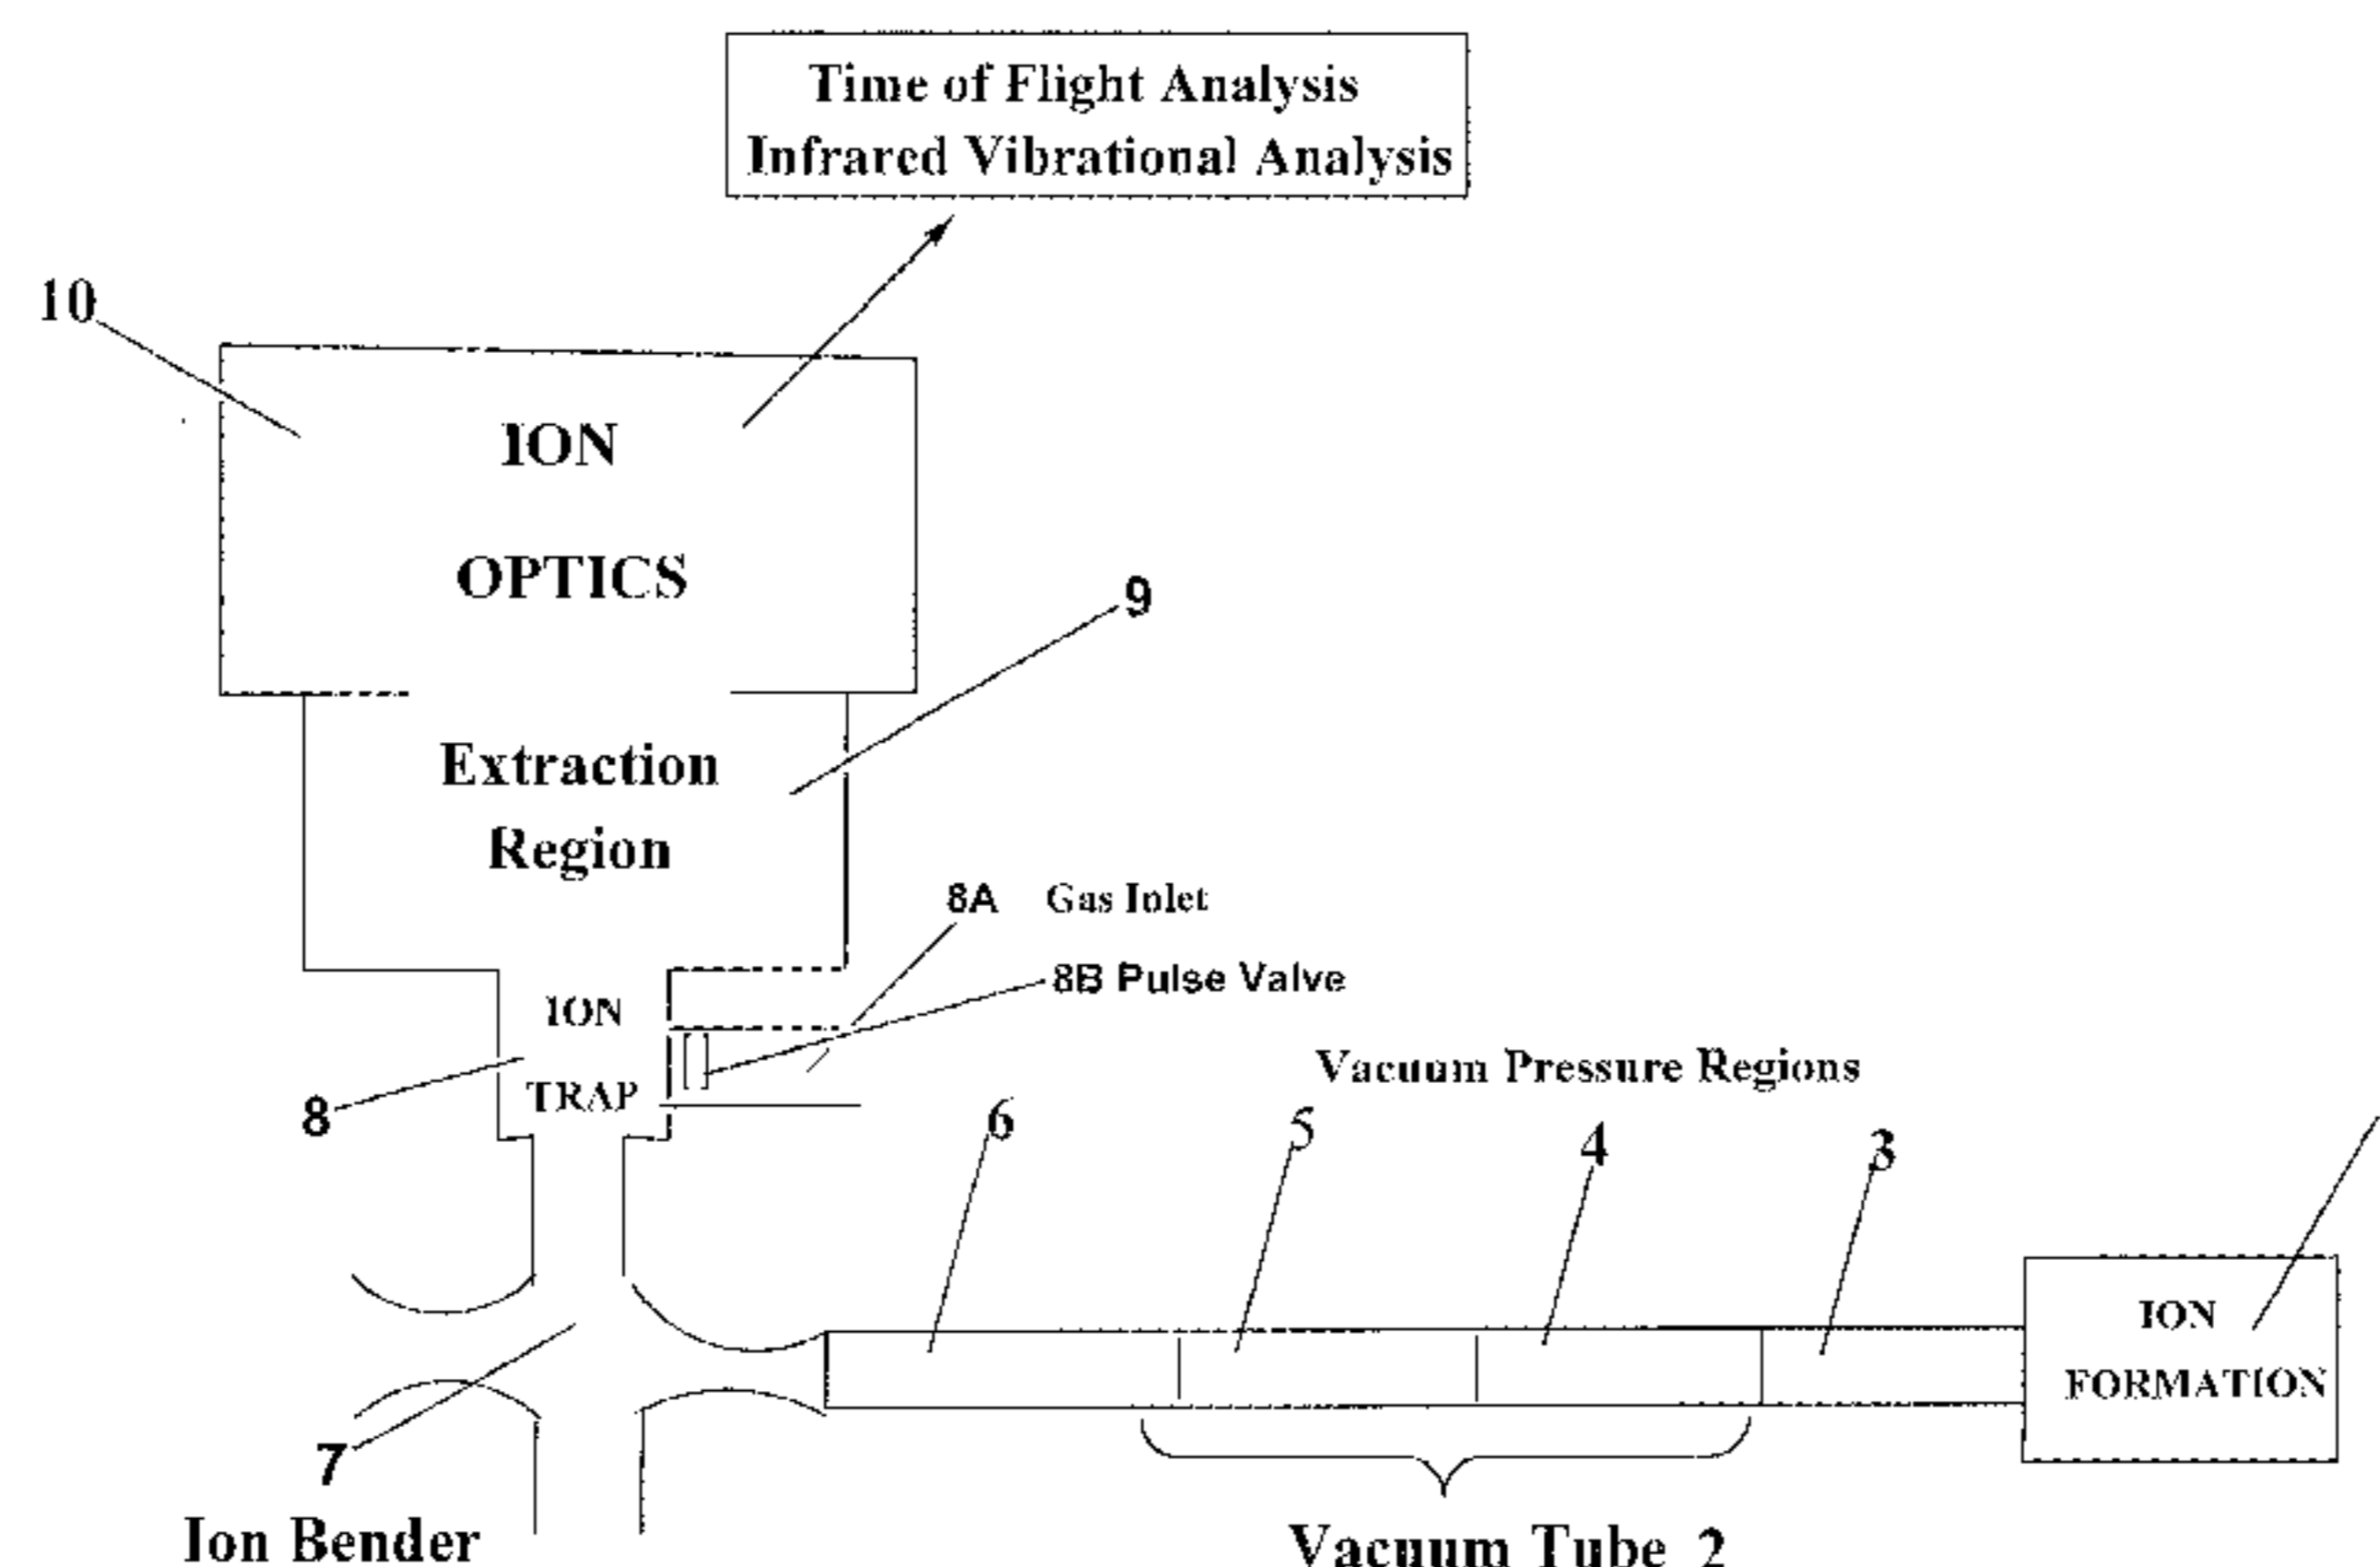 Time of Flight Analysis
Infrared Vibrational Analysis
10
ION
OPTICS
9
Extraction
Region
8A Gas Inlet
8B Pulse Valve
ION
TRAP
8
Vacuum Pressure Regions
6
5
4
3
ION
FORMATION
7
Ion Bender
Vacuum Tube 2